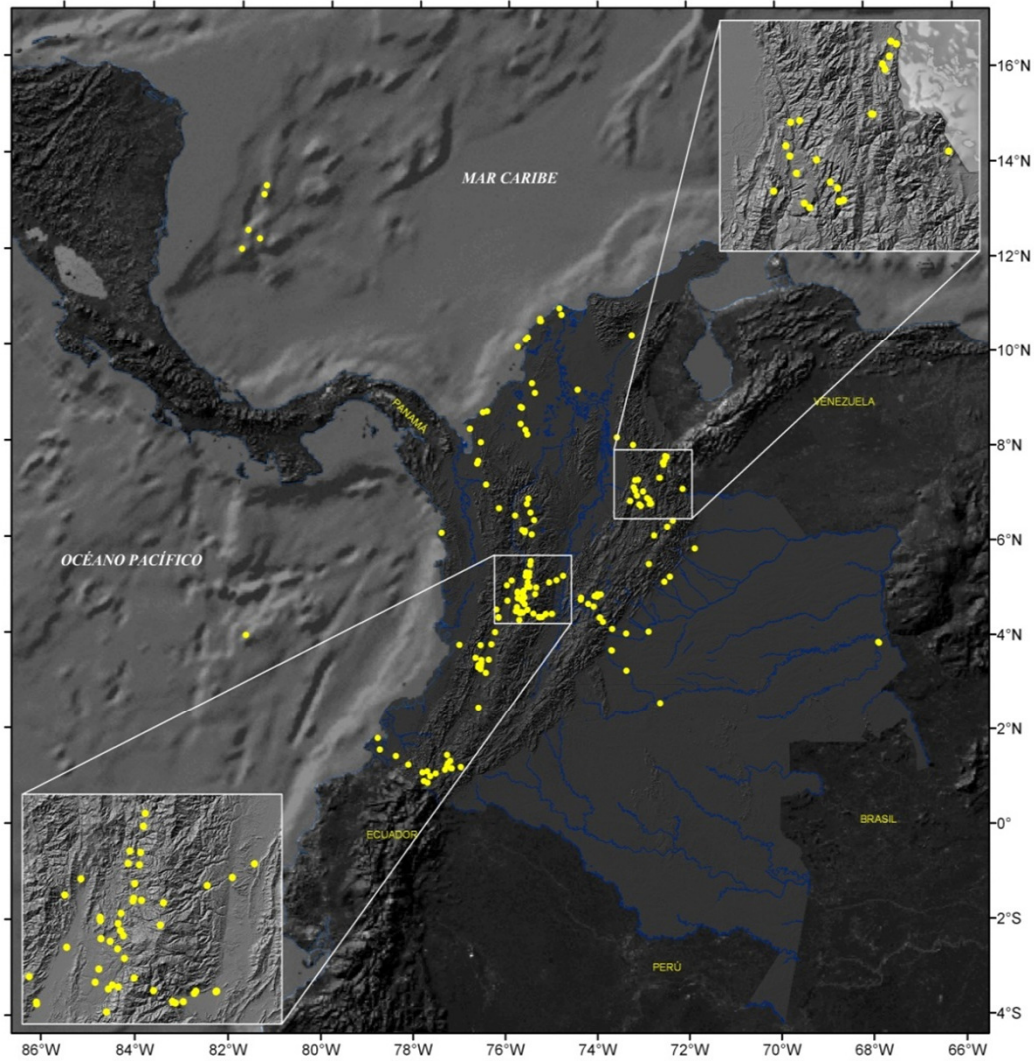 16°N
MAR CARIBE
14°N
12°N
10°N
PANAMÁ
VENEZUELA
8°N
6°N
OCÉANO PACÍFICO
4°N
2°N
0°
ECUADOR
BRASIL
2°S
PERÚ
4°S
86°W 84°W 82°W 80°W 78°W 76°W 74°W 72°W 70°W 68°W 66°W